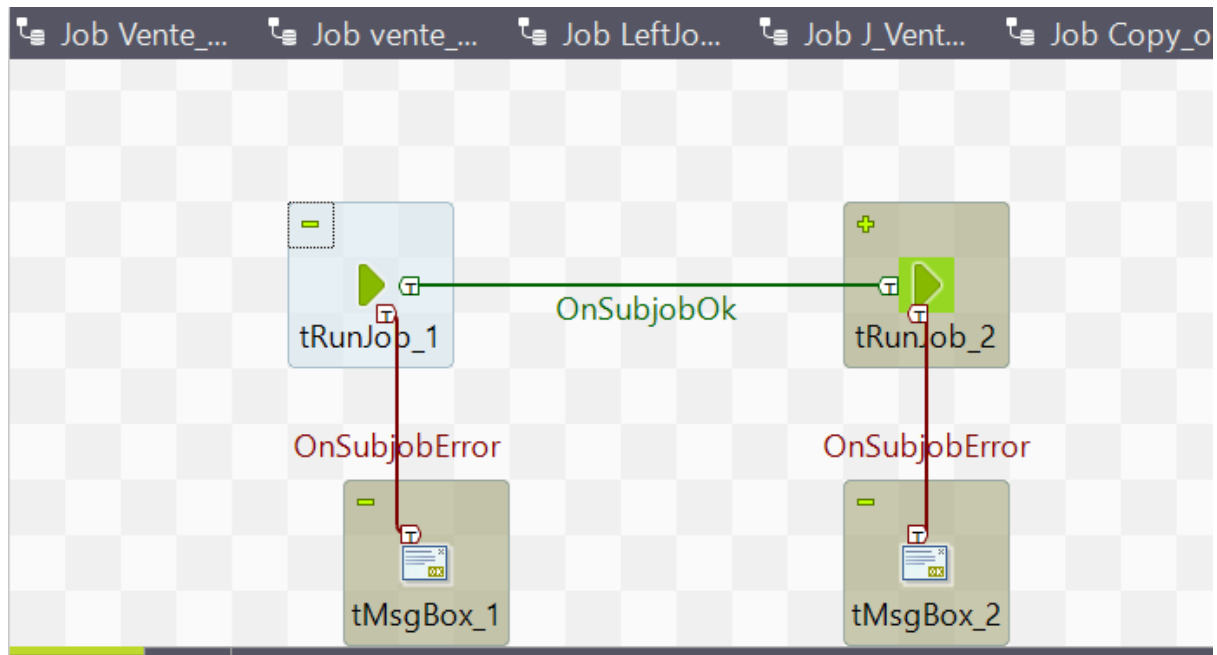 Job Vente_... Job vente_... Job LeftJo... Job J_Vent... Job Copy_o
OnSubjobOk
tRunJob_1 tRunJob_2
OnSubjobError OnSubjobError
tMsgBox_1 tMsgBox_2